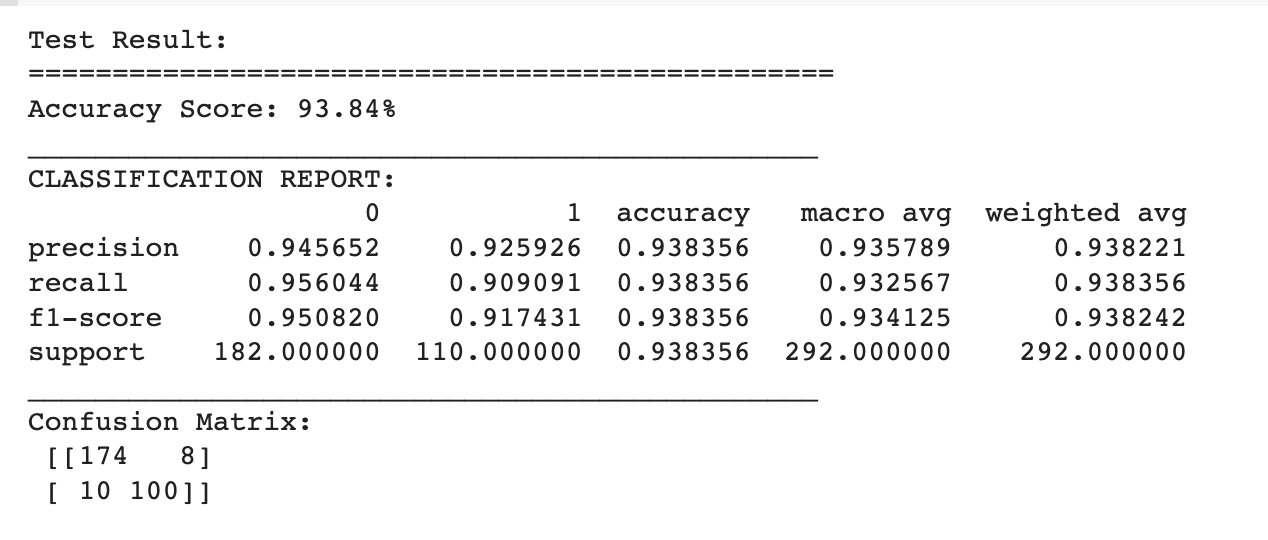 Test Result:
================================================
Accuracy Score: 93.84%
_______________________________________________
CLASSIFICATION REPORT:
                    0           1  accuracy   macro avg  weighted avg
precision    0.945652    0.925926  0.938356    0.935789      0.938221
recall       0.956044    0.909091  0.938356    0.932567      0.938356
f1-score     0.950820    0.917431  0.938356    0.934125      0.938242
support    182.000000  110.000000  0.938356  292.000000    292.000000
_______________________________________________
Confusion Matrix:
 [[174   8]
 [ 10 100]]